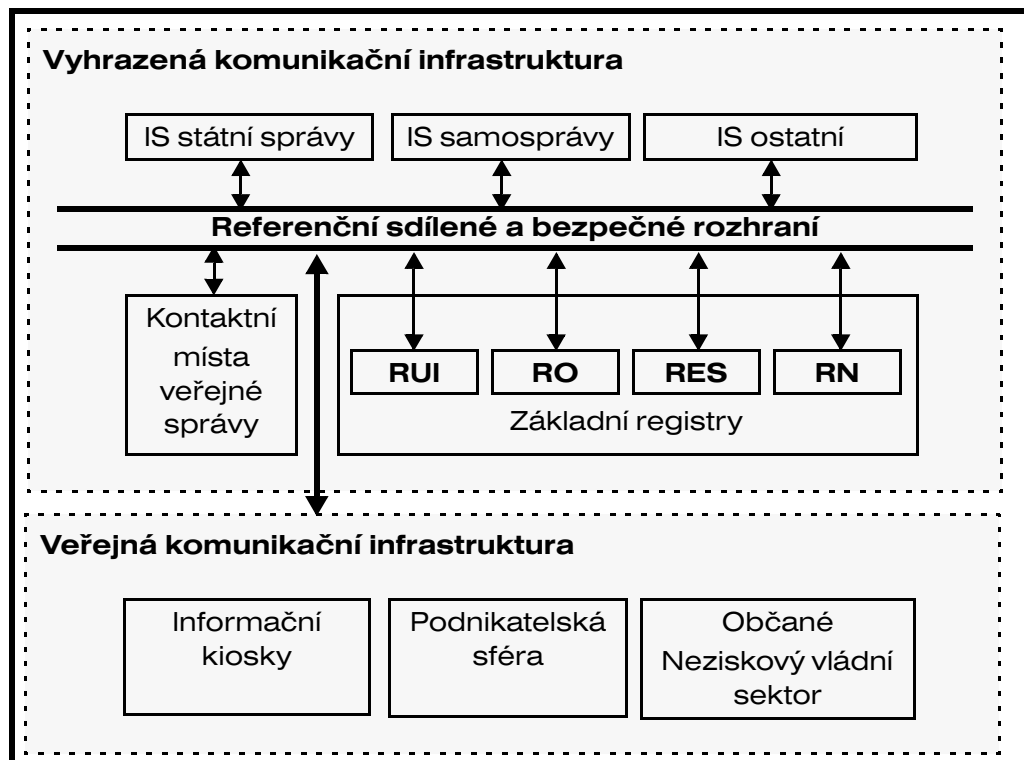 Vyhrazená komunikační infrastruktura
IS státní správy
IS samosprávy
IS ostatní
Referenční sdílené a bezpečné rozhraní
Kontaktní
místa
veřejné
správy
RUI
RO
RES
RN
Základní registry
Veřejná komunikační infrastruktura
Informační
kiosky
Podnikatelská
sféra
Občané
Neziskový vládní
sektor